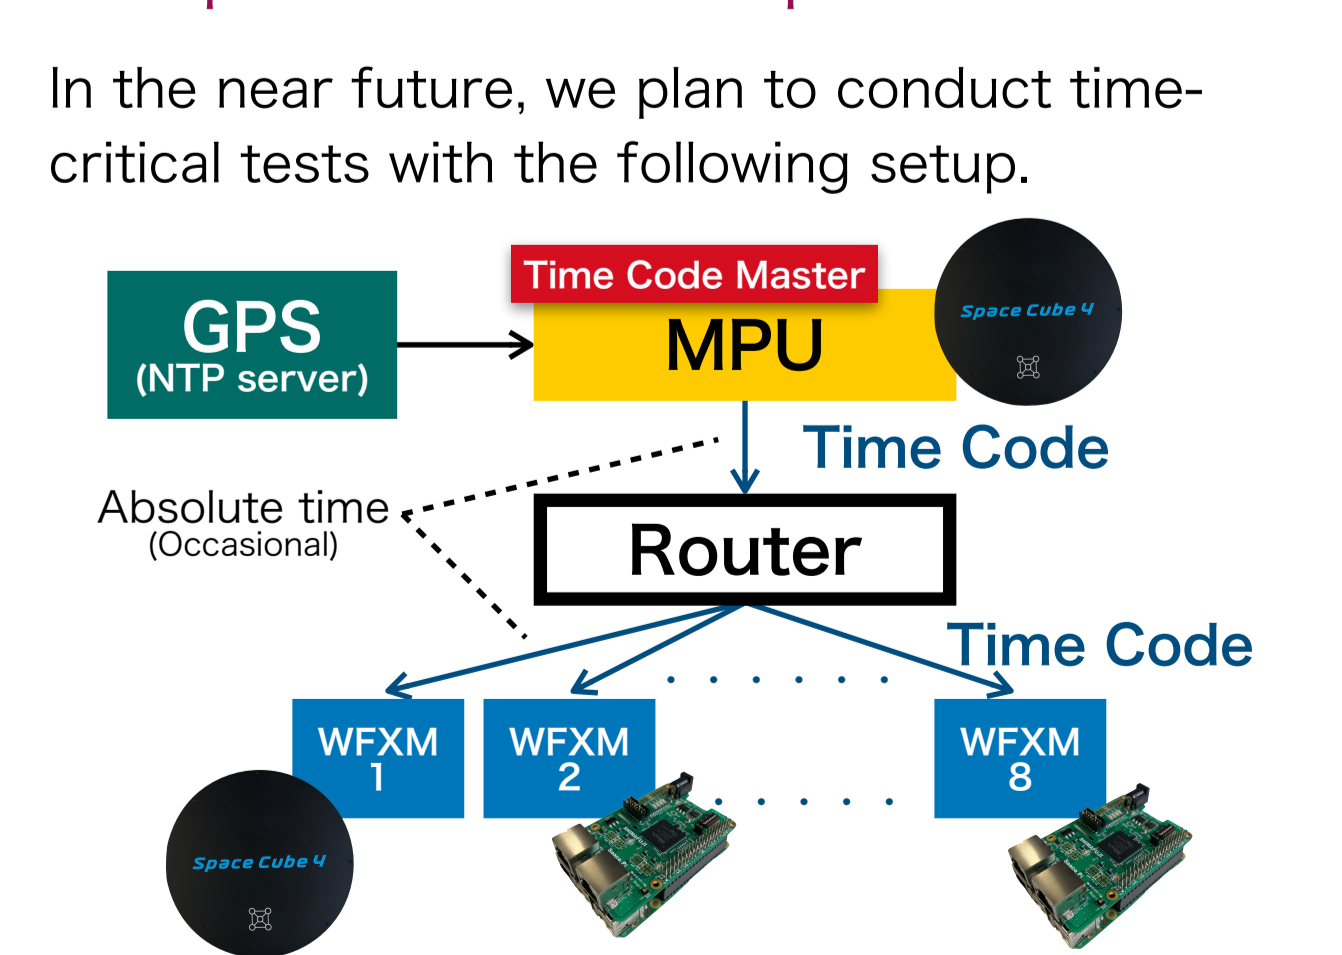 In the near future, we plan to conduct time-
critical tests with the following setup.
Time Code Master
GPS
(NTP server)
MPU
Space Cube 4
Time Code
Absolute time
(Occasional)
Router
Time Code
WFXM
1
WFXM
2
WFXM
8
Space Cube 4